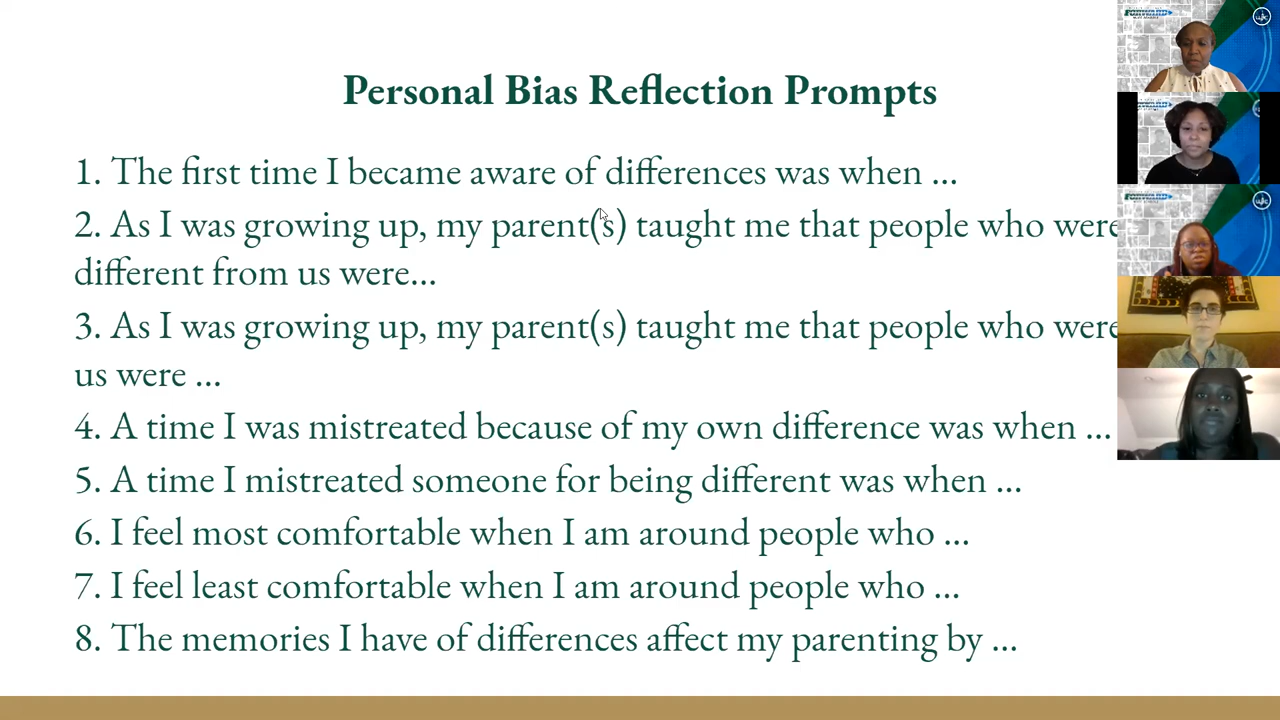 Personal Bias Reflection Prompts
1. The first time I became aware of differences was when ...
2. As I was growing up, my parent(s) taught me that people who were
different from us were...
3. As I was growing up, my parent(s) taught me that people who were
us were ...
4. A time I was mistreated because of my own difference was when ...
5. A time I mistreated someone for being different was when ...
6. I feel most comfortable when I am around people who ...
7. I feel least comfortable when I am around people who ...
8. The memories I have of differences affect my parenting by ...
FORWARD